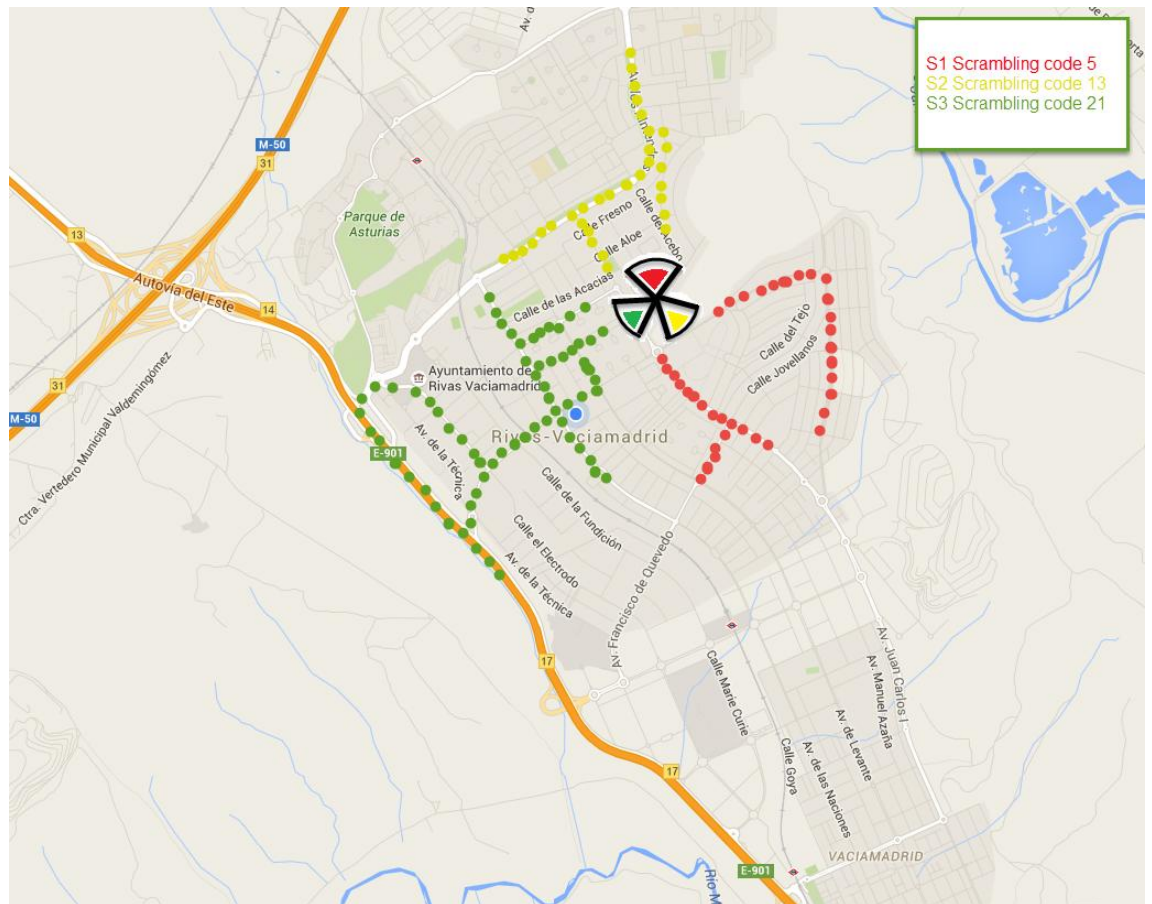 S1 Scrambling code 5
S2 Scrambling code 13
S3 Scrambling code 21
M-50
31
Parque de
Asturias
13
Autovía del Este
14
Calle Fresno
Calle Aloe
Calle del Acebo
Calle de las Acacias
Calle del Tejo
Calle Jovellanos
31
M-50
Ayuntamiento de
Rivas Vaciamadrid
Rivas-Vaciamadrid
E-901
Ctra. Vertedero Municipal Valdemingómez
Av. de la Técnica
Calle de la Fundición
Calle el Electrodo
Av. de la Técnica
Av. Francisco de Quevedo
17
Calle Marie Curie
Av. Juan Carlos I
Av. Manuel Azaña
Av. de Levante
Av. de las Naciones
Calle Goya
17
VACIAMADRID
E-901